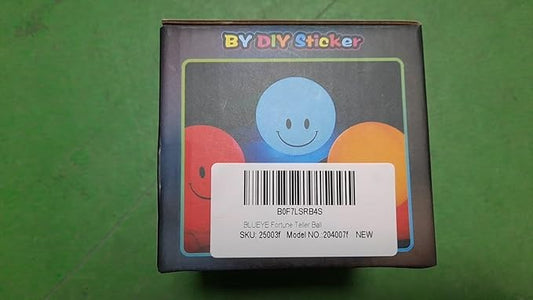 BY DIY Sticker
B0F7LSRB4S
BLUEYE Fortune Teller Ball
SKU: 25003f Model NO.:204007f NEW